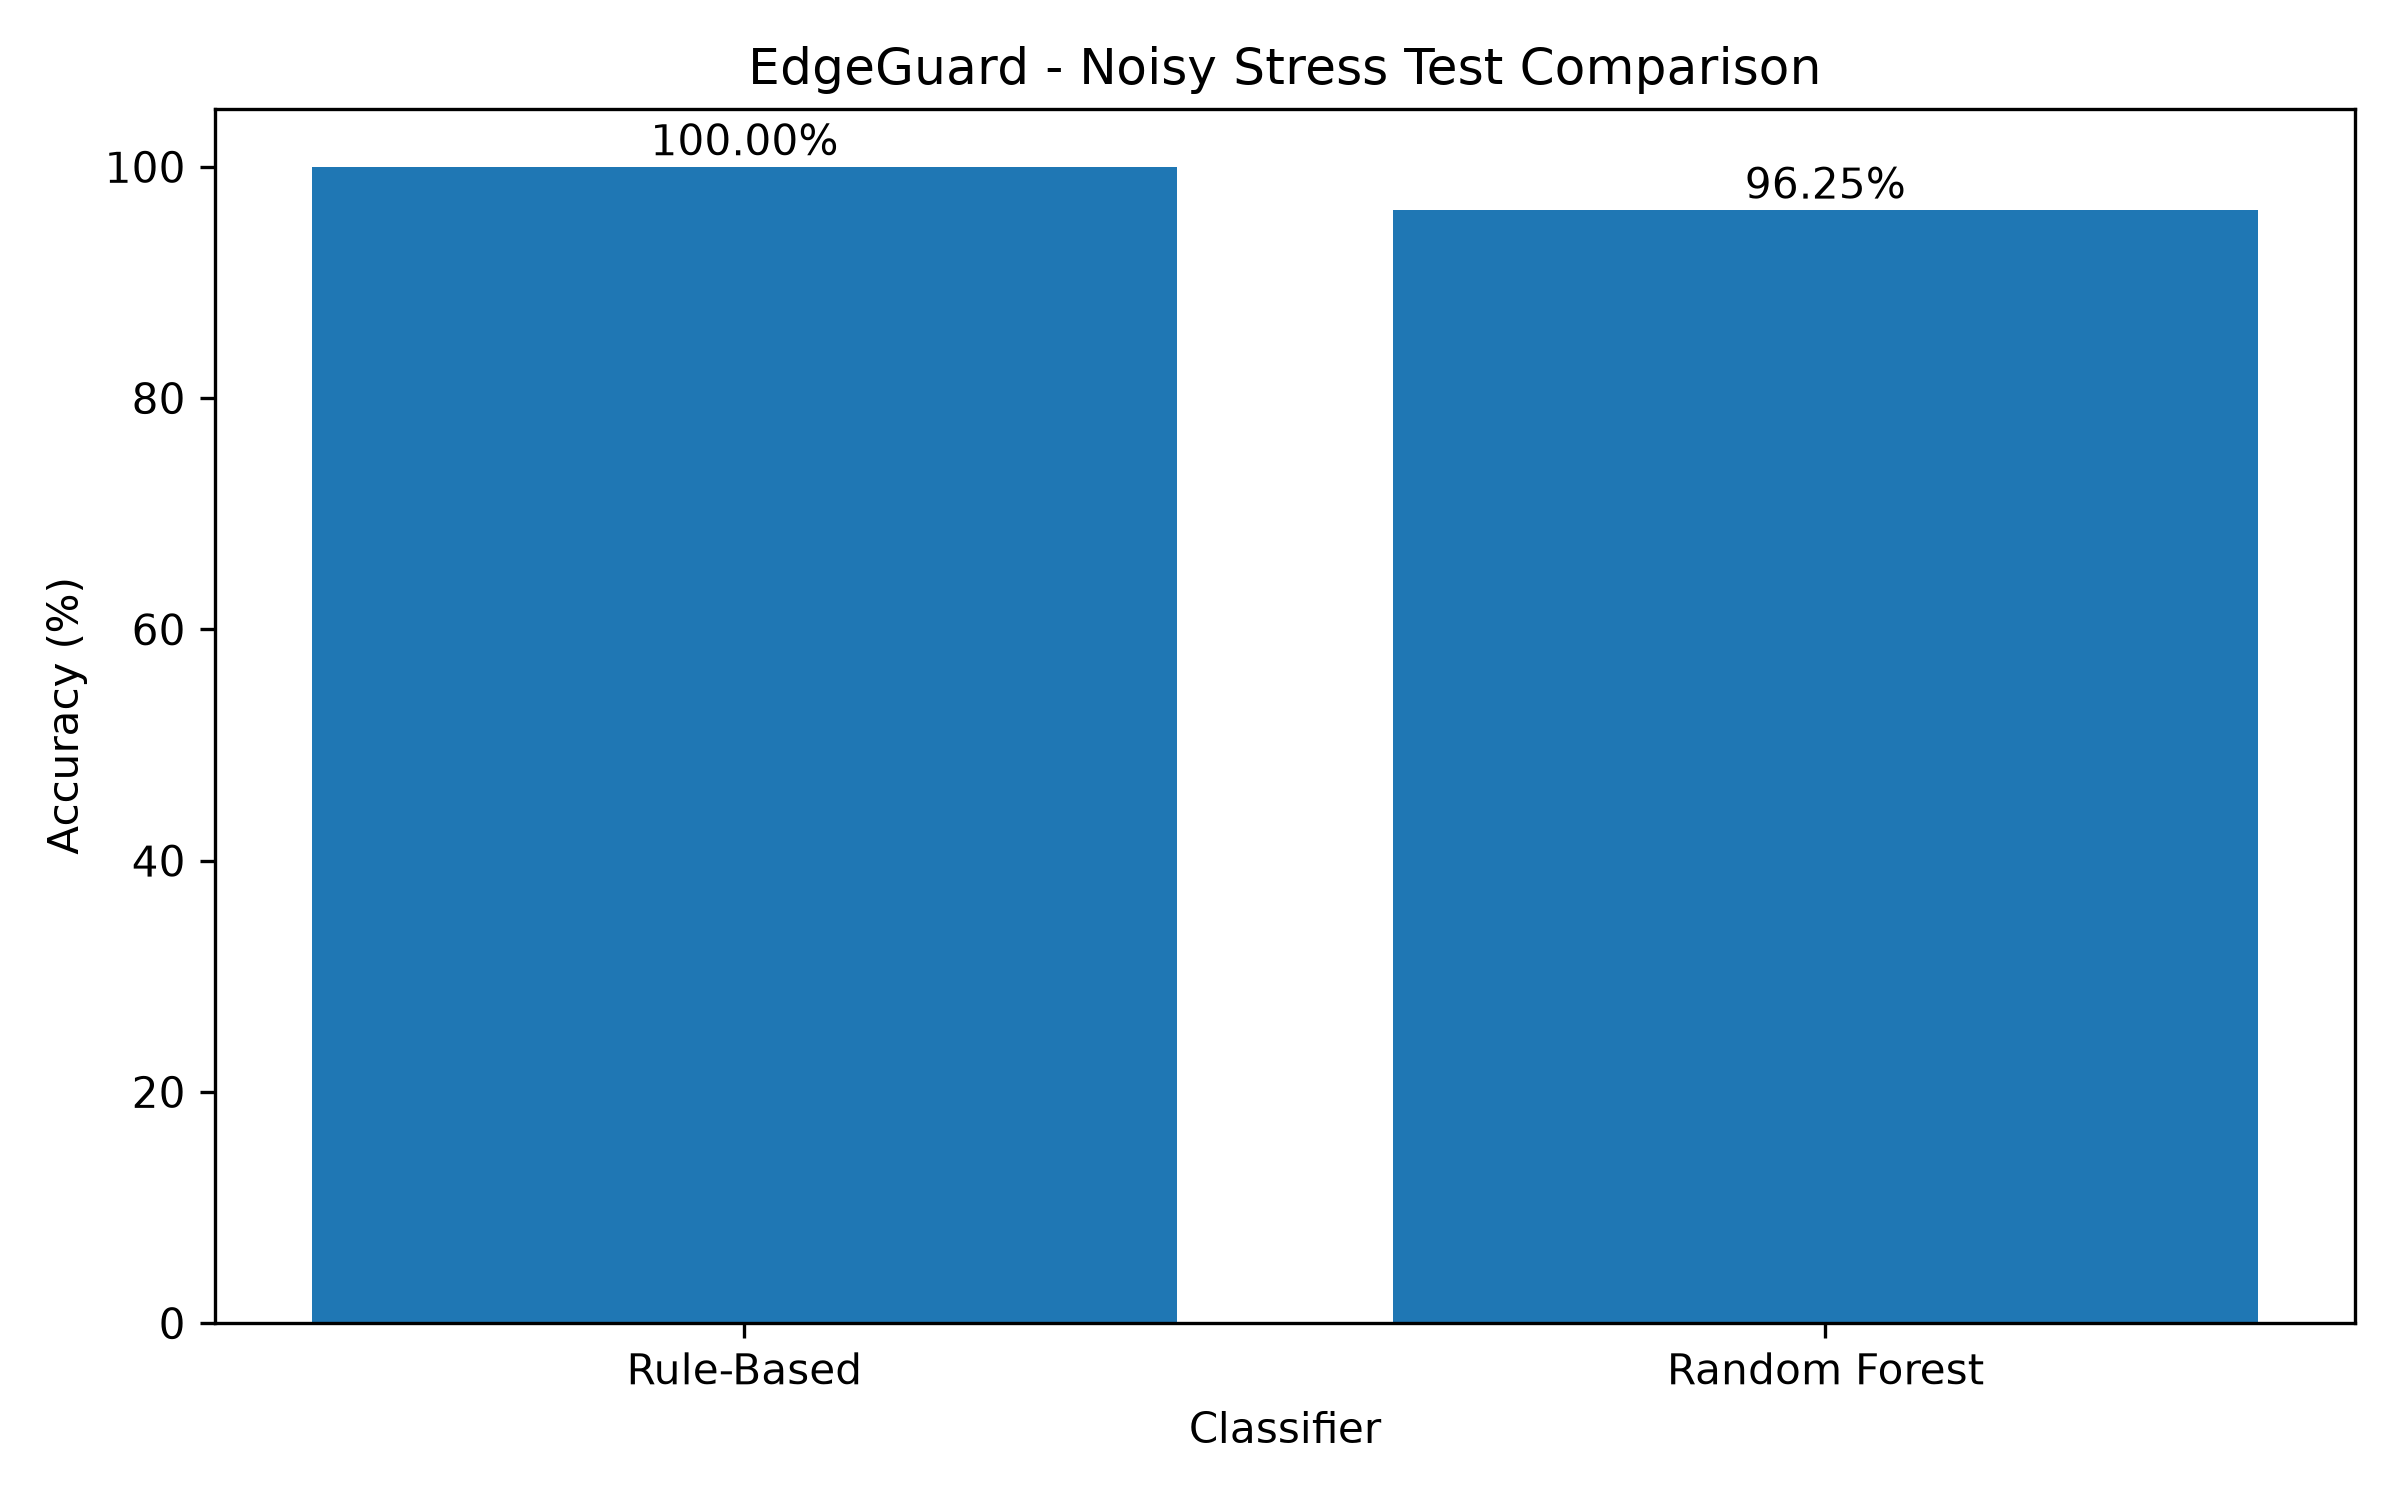 EdgeGuard - Noisy Stress Test Comparison
100.00%
96.25%
100
80
60
40
20
0
Accuracy (%)
Rule-Based
Random Forest
Classifier